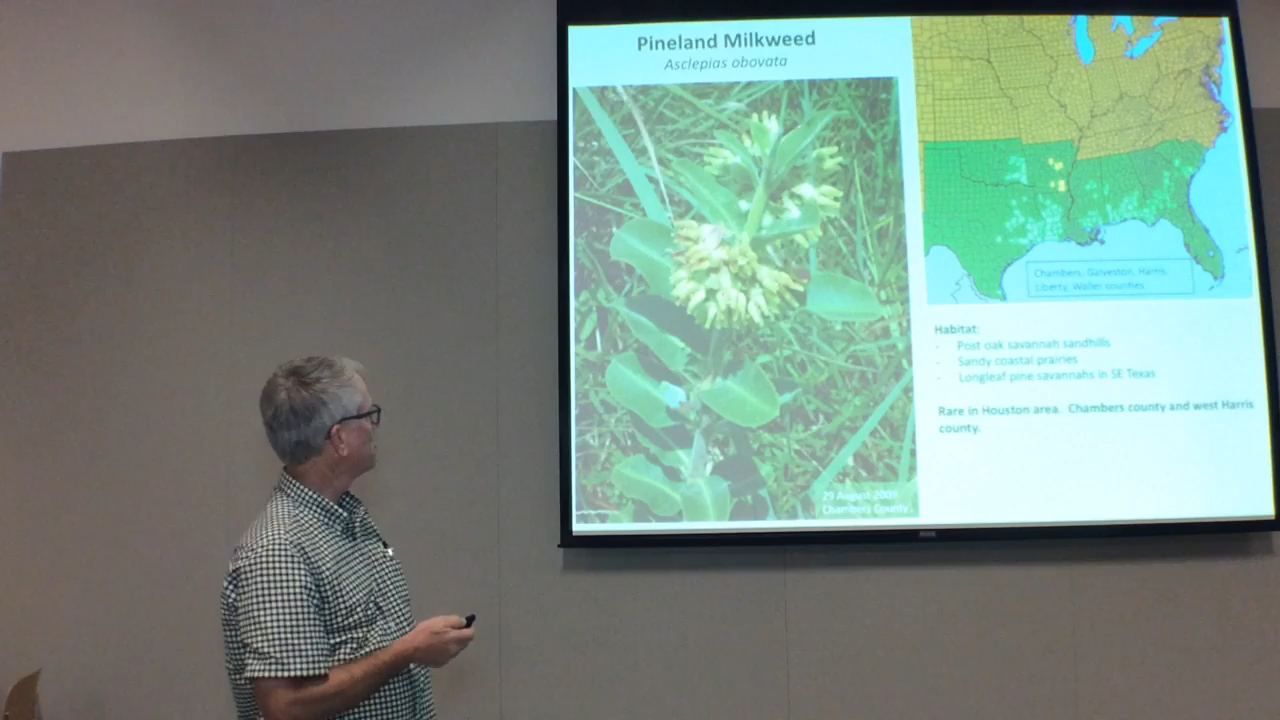 Pineland Milkweed
Asclepias obovata
Chambers, Galveston, Harris,
Liberty, Waller counties
Habitat:
- Post oak savannah sandhills
- Sandy coastal prairies
- Longleaf pine savannahs in SE Texas
Rare in Houston area. Chambers county and west Harris
county.
29 August
Chambers County